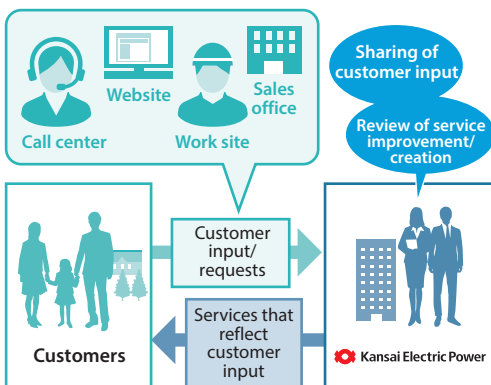 Call center
Website
Work site
Sales
office
Sharing of
customer input
Review of service
improvement/
creation
Customer
input/
requests
Services that
reflect
customer
input
Customers
Kansai Electric Power